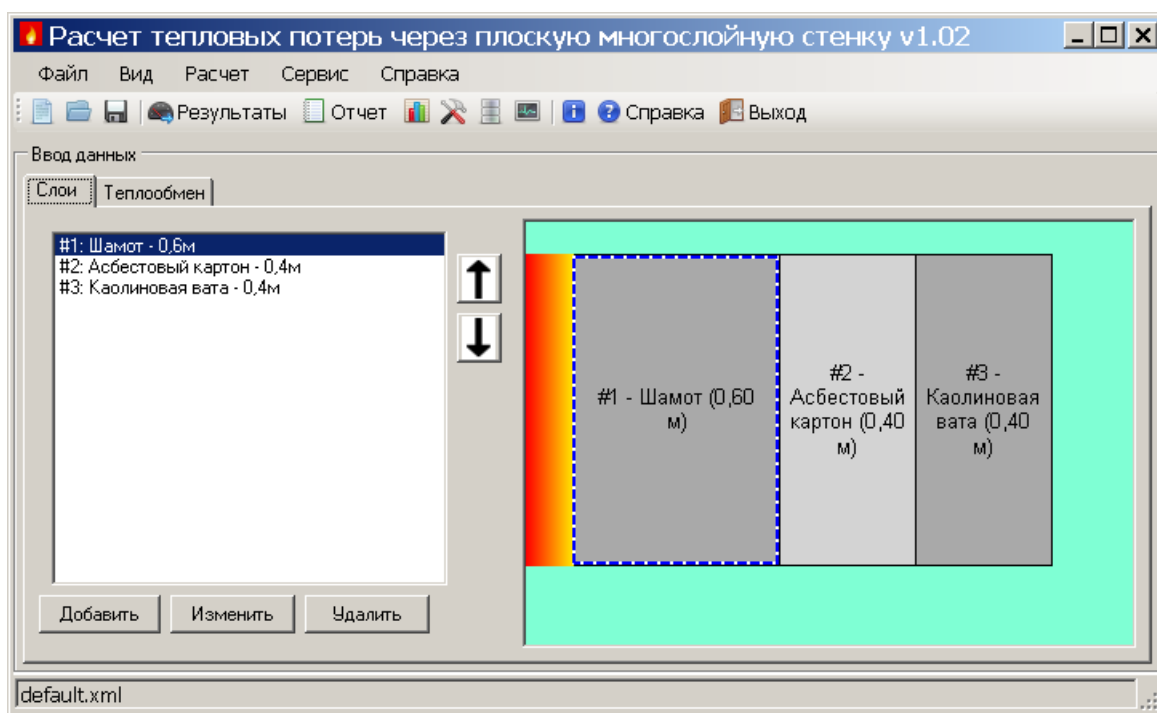 Расчет тепловых потерь через плоскую многослойную стенку v1.02
Файл Вид Расчет Сервис Справка
Результаты Отчет Справка Выход
Ввод данных
Слои Теплообмен
#1: Шамот - 0,6м
#2: Асбестовый картон - 0,4м
#3: Каолиновая вата - 0,4м
Добавить Изменить Удалить
#1 - Шамот (0,60
м)
#2 -
Асбестовый
картон (0,40
м)
#3 -
Каолиновая
вата (0,40
м)
default.xml